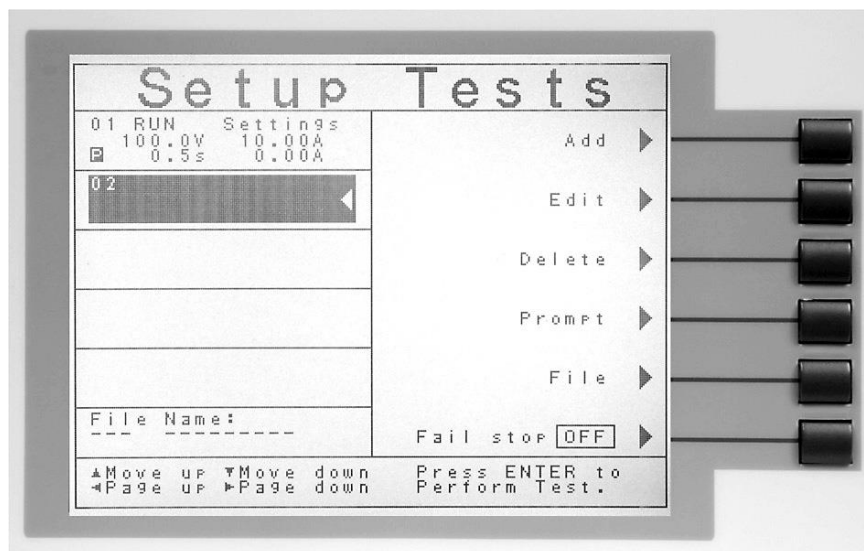 Setup Tests
01 RUN Settings
100.0V 10.00A
P 0.5s 0.00A
02
File Name:
--- ---------
Add
Edit
Delete
Prompt
File
Fail stop OFF
▲Move up ▼Move down
◄Page up ►Page down
Press ENTER to
Perform Test.